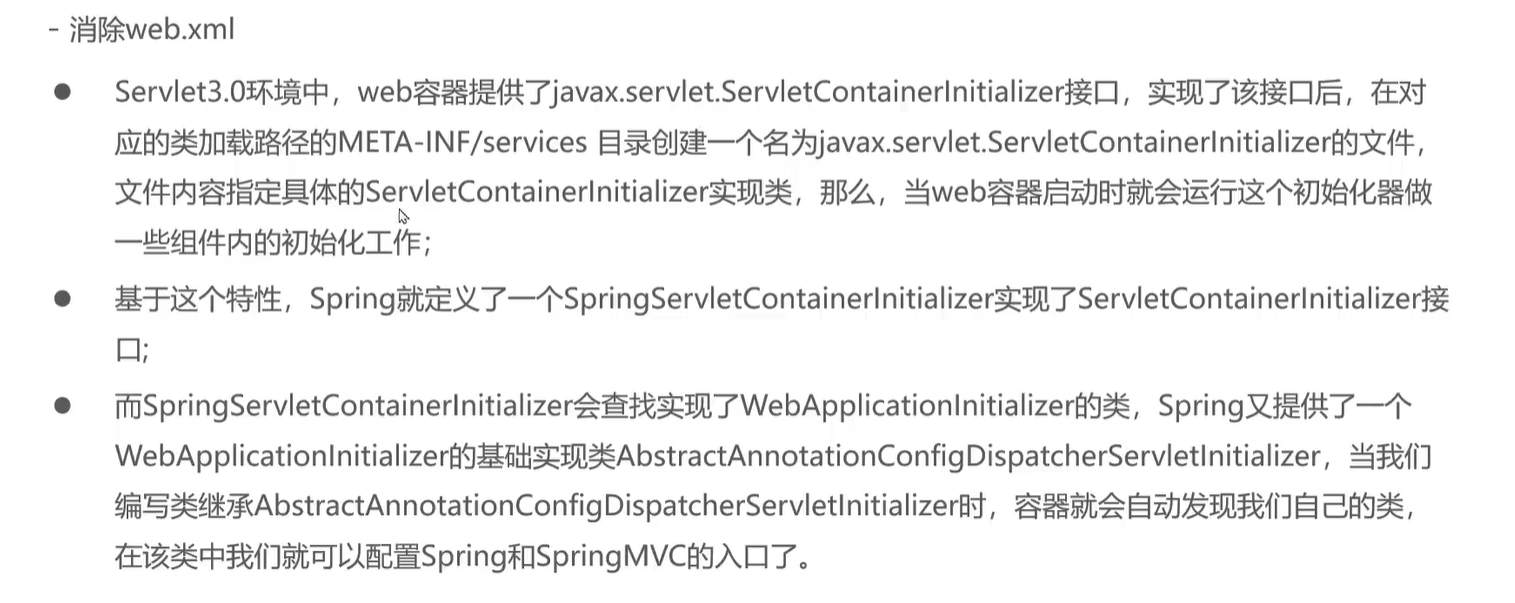 - 消除web.xml
● Servlet3.0环境中，web容器提供了javax.servlet.ServletContainerInitializer接口，实现了该接口后，在对
应的类加载路径的META-INF/services 目录创建一个名为javax.servlet.ServletContainerInitializer的文件，
文件内容指定具体的ServletContainerInitializer实现类，那么，当web容器启动时就会运行这个初始化器做
一些组件内的初始化工作；
● 基于这个特性，Spring就定义了一个SpringServletContainerInitializer实现了ServletContainerInitializer接
口;
● 而SpringServletContainerInitializer会查找实现了WebApplicationInitializer的类，Spring又提供了一个
WebApplicationInitializer的基础实现类AbstractAnnotationConfigDispatcherServletInitializer，当我们
编写类继承AbstractAnnotationConfigDispatcherServletInitializer时，容器就会自动发现我们自己的类，
在该类中我们就可以配置Spring和SpringMVC的入口了。